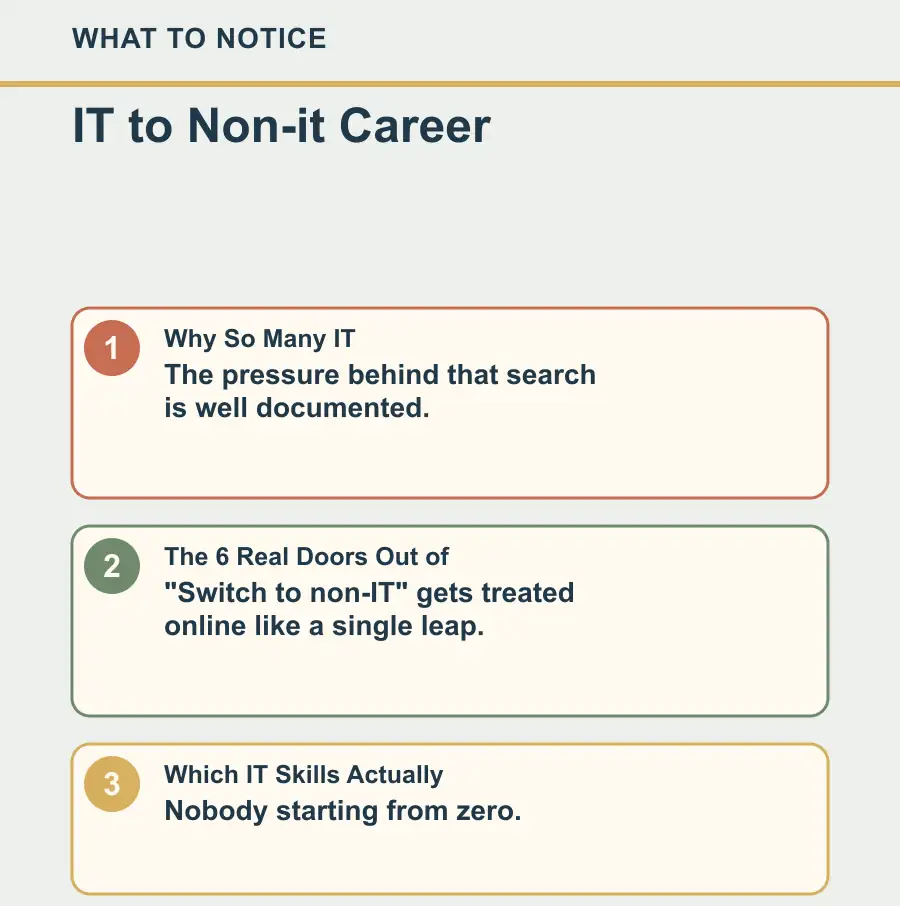 WHAT TO NOTICE
IT to Non-it Career
1
Why So Many IT
The pressure behind that search
is well documented.
2
The 6 Real Doors Out of
"Switch to non-IT" gets treated
online like a single leap.
3
Which IT Skills Actually
Nobody starting from zero.